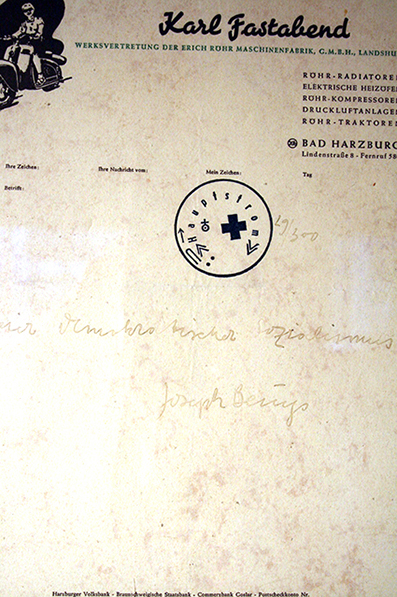 Karl Fastabend
WERKSVERTRETUNG DER ERICH RÖHR MASCHINENFABRIK, G.M.B.H., LANDSHU
RÖHR-RADIATORE
ELEKTRISCHE HEIZÖFE
RÖHR-KOMPRESSORE
DRUCKLUFTANLAGE
RÖHR-TRAKTORE
BAD HARZBURG
Lindenstraße 8 - Fernruf 58
Ihre Zeichen:
Ihre Nachricht vom:
Mein Zeichen:
Tag
Betrifft:
Hauptstrom
29/300
demokratischer Sozialismus
Joseph Beuys
Harzburger Volksbank - Braunschweigische Staatsbank - Commerzbank Goslar - Postscheckkonto Nr.